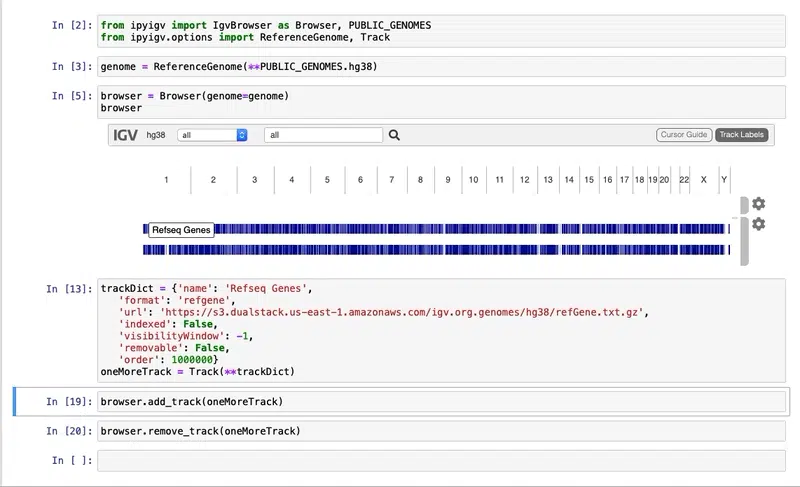 In [2]: from ipyigv import IgvBrowser as Browser, PUBLIC_GENOMES
from ipyigv.options import ReferenceGenome, Track
In [3]: genome = ReferenceGenome(**PUBLIC_GENOMES.hg38)
In [5]: browser = Browser(genome=genome)
browser
IGV hg38 all all Cursor Guide Track Labels
1 2 3 4 5 6 7 8 9 10 11 12 13 14 15 16 17 18 19 20 22 X Y
Refseq Genes
In [13]: trackDict = {'name': 'Refseq Genes',
'format': 'refgene',
'url': 'https://s3.dualstack.us-east-1.amazonaws.com/igv.org.genomes/hg38/refGene.txt.gz',
'indexed': False,
'visibilityWindow': -1,
'removable': False,
'order': 1000000}
oneMoreTrack = Track(**trackDict)
In [19]: browser.add_track(oneMoreTrack)
In [20]: browser.remove_track(oneMoreTrack)
In [ ]: